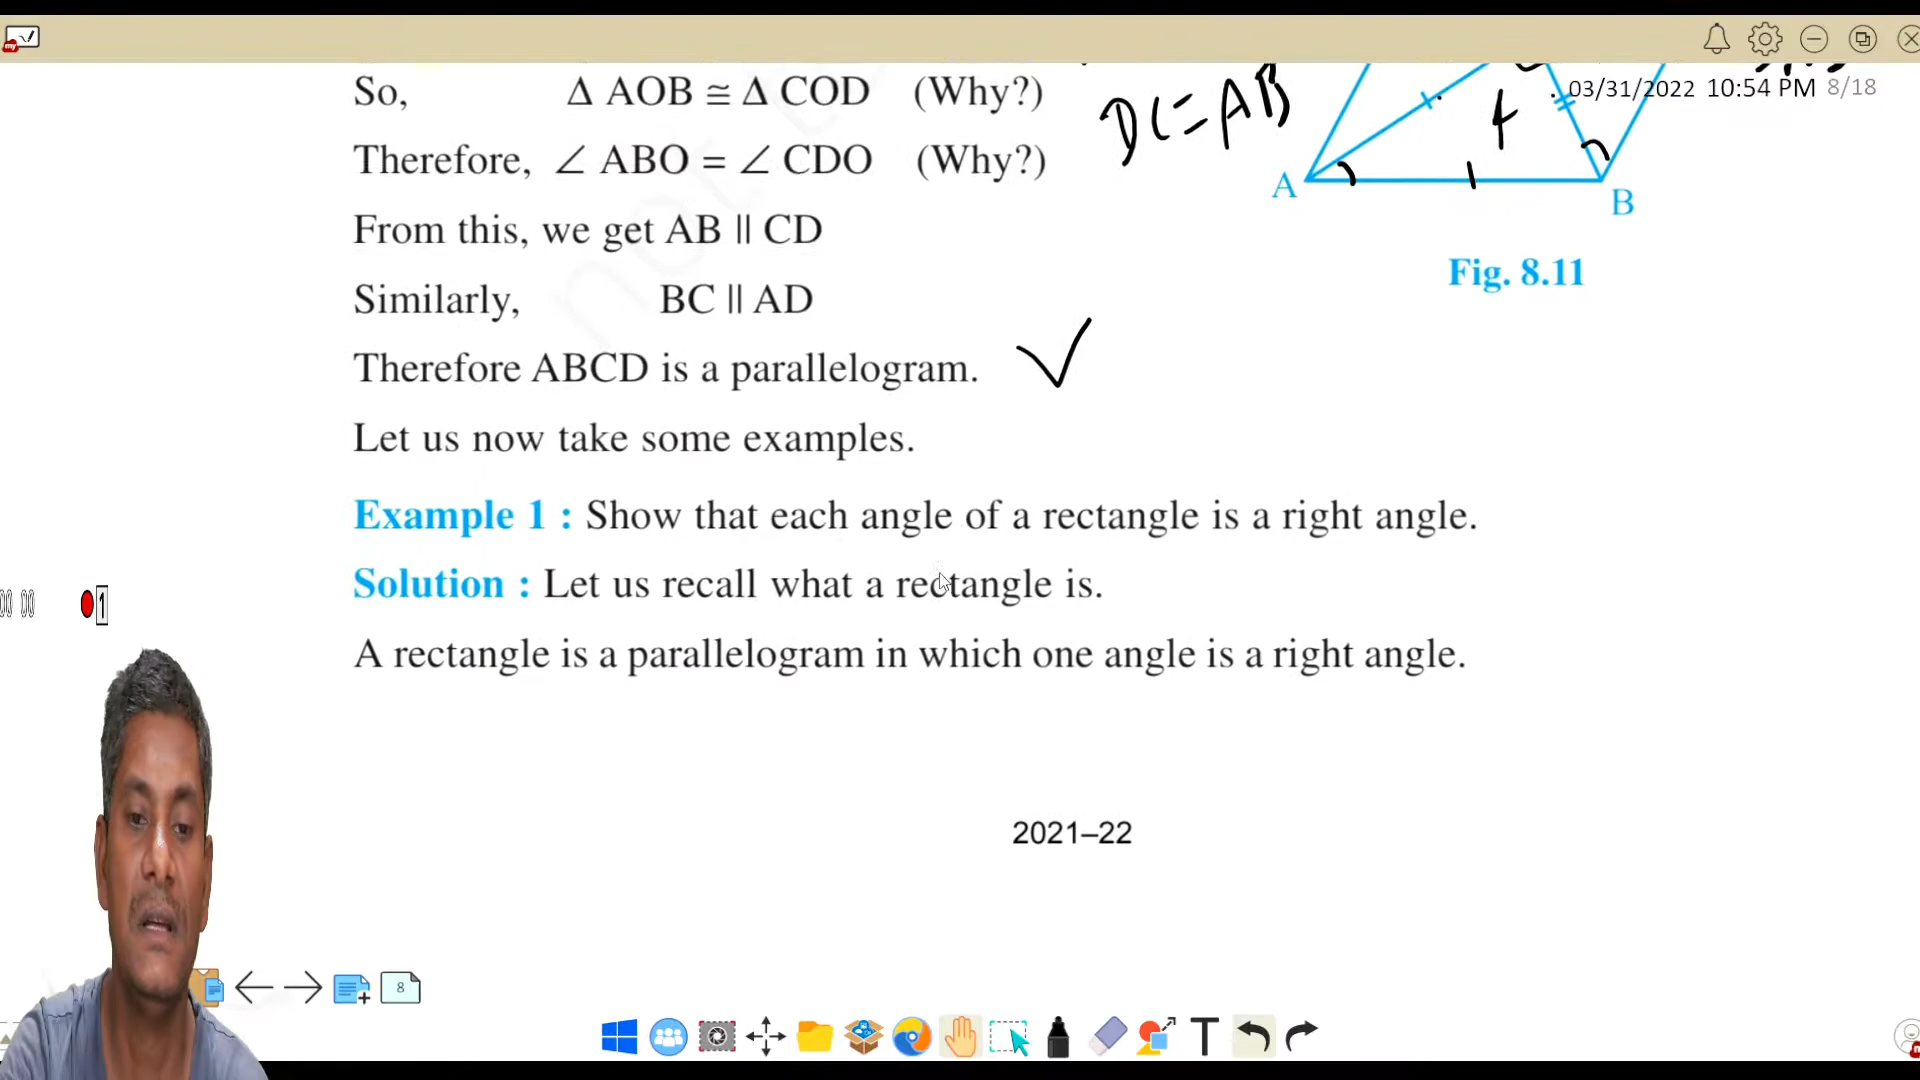 So, Δ AOB ≅ Δ COD (Why?)
DC=AB
. 03/31/2022 10:54 PM 8/18
Therefore, ∠ ABO = ∠ CDO (Why?)
A
B
From this, we get AB || CD
Fig. 8.11
Similarly, BC || AD
Therefore ABCD is a parallelogram.
Let us now take some examples.
Example 1 : Show that each angle of a rectangle is a right angle.
Solution : Let us recall what a rectangle is.
1
A rectangle is a parallelogram in which one angle is a right angle.
2021–22
8
T